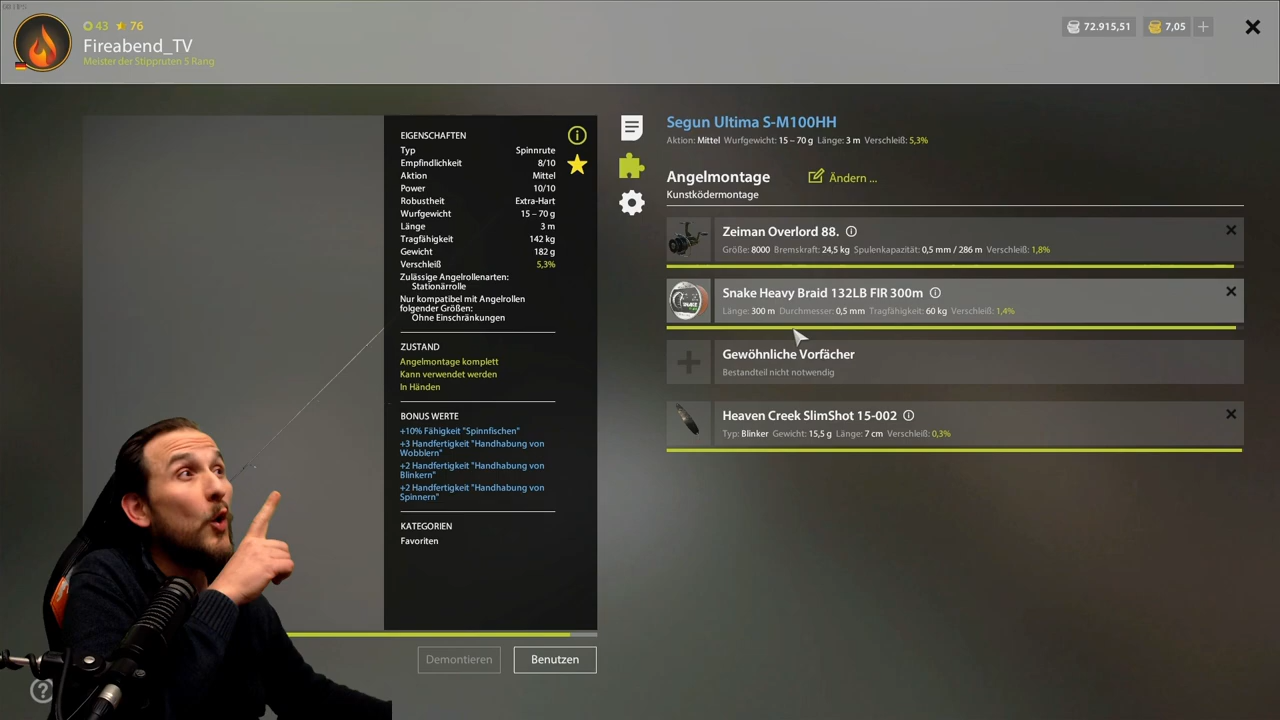 43 76
Fireabend_TV
Meister der Stippruten 5 Rang
72.915,51
7,05
EIGENSCHAFTEN
Typ Spinnrute
Empfindlichkeit 8/10
Aktion Mittel
Power 10/10
Robustheit Extra-Hart
Wurfgewicht 15 – 70 g
Länge 3 m
Tragfähigkeit 142 kg
Gewicht 182 g
Verschleiß 5,3%
Zulässige Angelrollenarten:
Stationärrolle
Nur kompatibel mit Angelrollen
folgender Größen:
Ohne Einschränkungen
ZUSTAND
Angelmontage komplett
Kann verwendet werden
In Händen
BONUS WERTE
+10% Fähigkeit "Spinnfischen"
+3 Handfertigkeit "Handhabung von
Wobblern"
+2 Handfertigkeit "Handhabung von
Blinkern"
+2 Handfertigkeit "Handhabung von
Spinnern"
KATEGORIEN
Favoriten
Demontieren
Benutzen
Segun Ultima S-M100HH
Aktion: Mittel Wurfgewicht: 15 – 70 g Länge: 3 m Verschleiß: 5,3%
Angelmontage
Ändern ...
Kunstködermontage
Zeiman Overlord 88.
Größe: 8000 Bremskraft: 24,5 kg Spulenkapazität: 0,5 mm / 286 m Verschleiß: 1,8%
Snake Heavy Braid 132LB FIR 300m
Länge: 300 m Durchmesser: 0,5 mm Tragfähigkeit: 60 kg Verschleiß: 1,4%
Gewöhnliche Vorfächer
Bestandteil nicht notwendig
Heaven Creek SlimShot 15-002
Typ: Blinker Gewicht: 15,5 g Länge: 7 cm Verschleiß: 0,3%